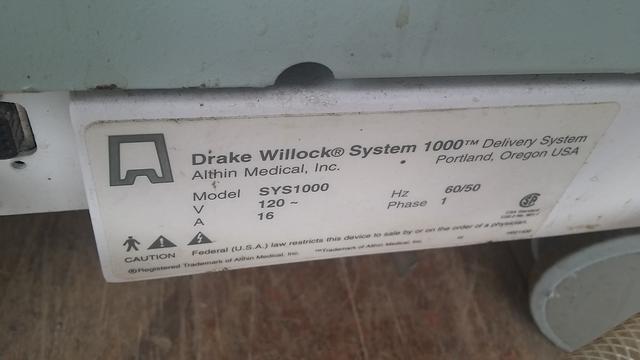 Drake Willock® System 1000™ Delivery System
Althin Medical, Inc.
Portland, Oregon USA
Model SYS1000
Hz 60/50
V 120 ~
Phase 1
A 16
CAUTION
Federal (U.S.A.) law restricts this device to sale by or on the order of a physician.
®Registered Trademark of Althin Medical, Inc.
™Trademark of Althin Medical, Inc.